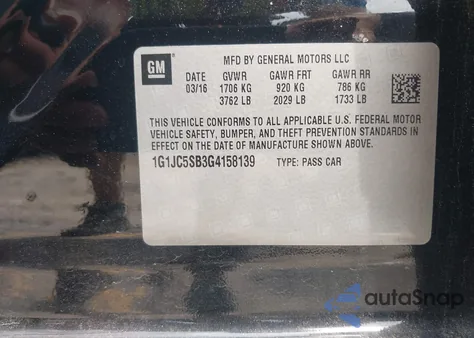 GM
MFD BY GENERAL MOTORS LLC
DATE GVWR GAWR FRT GAWR RR
03/16 1706 KG 920 KG 786 KG
3762 LB 2029 LB 1733 LB
THIS VEHICLE CONFORMS TO ALL APPLICABLE U.S. FEDERAL MOTOR
VEHICLE SAFETY, BUMPER, AND THEFT PREVENTION STANDARDS IN
EFFECT ON THE DATE OF MANUFACTURE SHOWN ABOVE.
1G1JC5SB3G4158139 TYPE: PASS CAR
autoSnap